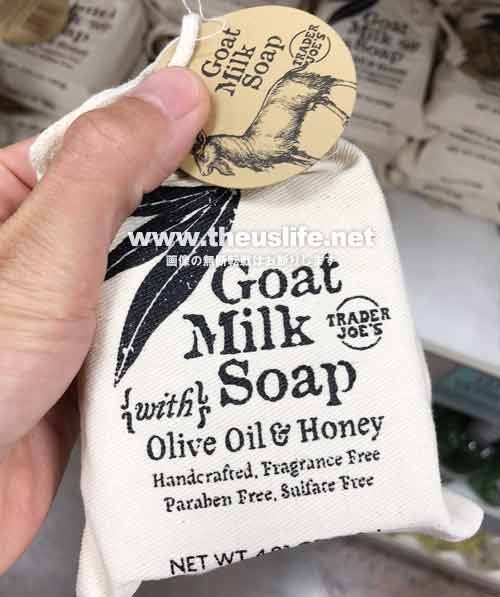 Goat
Milk
Soap
TRADER
JOE'S
www.theuslife.net
画像の無断転載はお断りします
Goat
Milk
Soap
TRADER
JOE'S
{with}
Olive Oil & Honey
Handcrafted, Fragrance Free
Paraben Free, Sulfate Free
NET WT